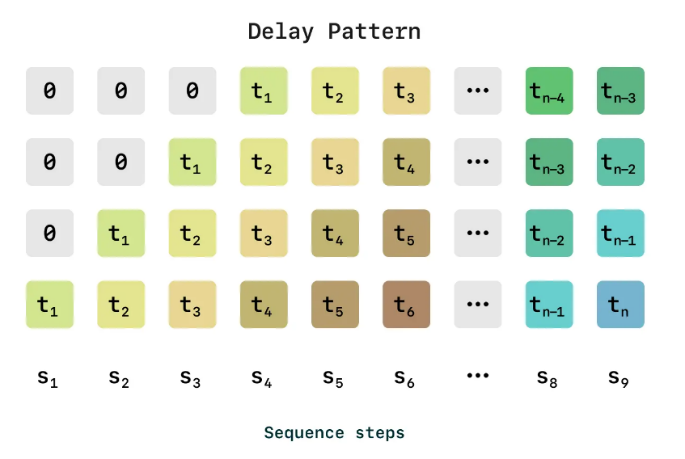 Delay Pattern
0 0 0 t₁ t₂ t₃ ... tₙ₋₄ tₙ₋₃
0 0 t₁ t₂ t₃ t₄ ... tₙ₋₃ tₙ₋₂
0 t₁ t₂ t₃ t₄ t₅ ... tₙ₋₂ tₙ₋₁
t₁ t₂ t₃ t₄ t₅ t₆ ... tₙ₋₁ tₙ
s₁ s₂ s₃ s₄ s₅ s₆ ... s₈ s₉
Sequence steps